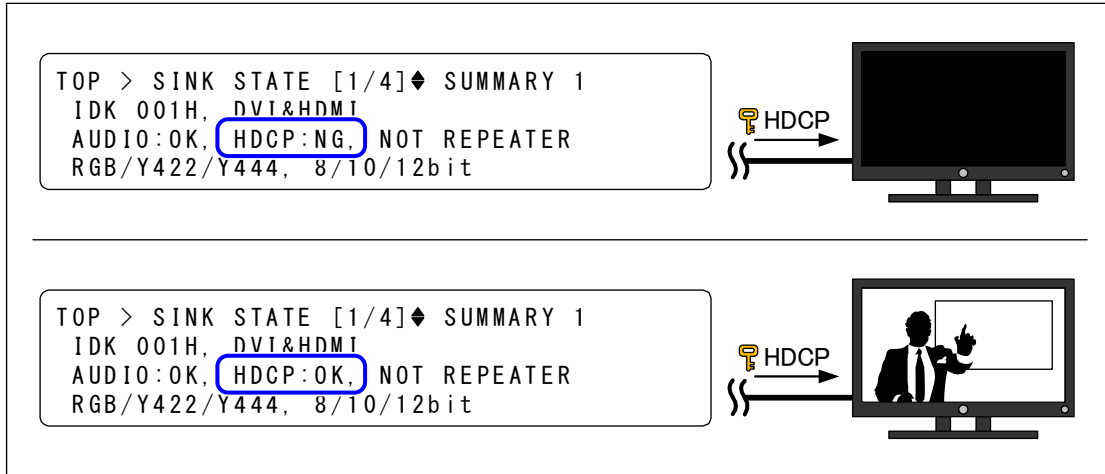 TOP > SINK STATE [1/4]♦ SUMMARY 1
IDK 001H, DVI&HDMI
AUDIO:OK, HDCP:NG, NOT REPEATER
RGB/Y422/Y444, 8/10/12bit
HDCP
TOP > SINK STATE [1/4]♦ SUMMARY 1
IDK 001H, DVI&HDMI
AUDIO:OK, HDCP:OK, NOT REPEATER
RGB/Y422/Y444, 8/10/12bit
HDCP